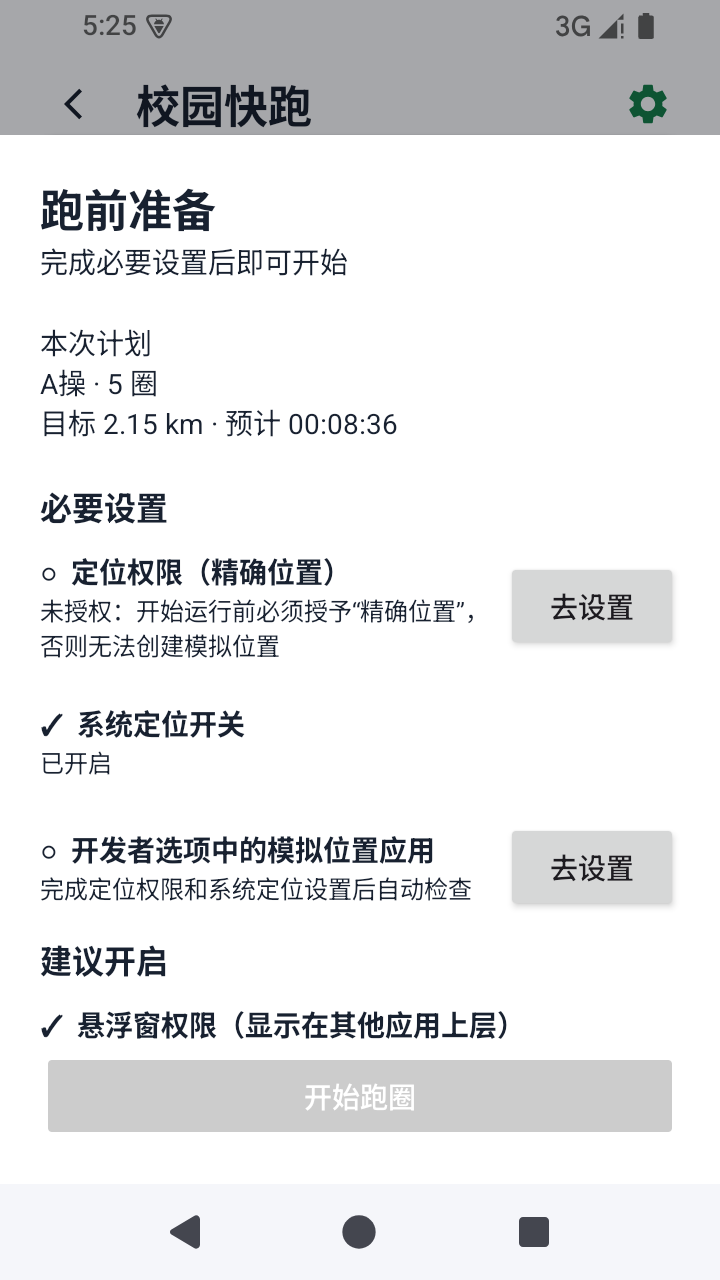 5:25
3G
校园快跑
跑前准备
完成必要设置后即可开始
本次计划
A操 · 5 圈
目标 2.15 km · 预计 00:08:36
必要设置
○ 定位权限（精确位置）
未授权：开始运行前必须授予“精确位置”，
否则无法创建模拟位置
去设置
✓ 系统定位开关
已开启
○ 开发者选项中的模拟位置应用
完成定位权限和系统定位设置后自动检查
去设置
建议开启
✓ 悬浮窗权限（显示在其他应用上层）
开始跑圈